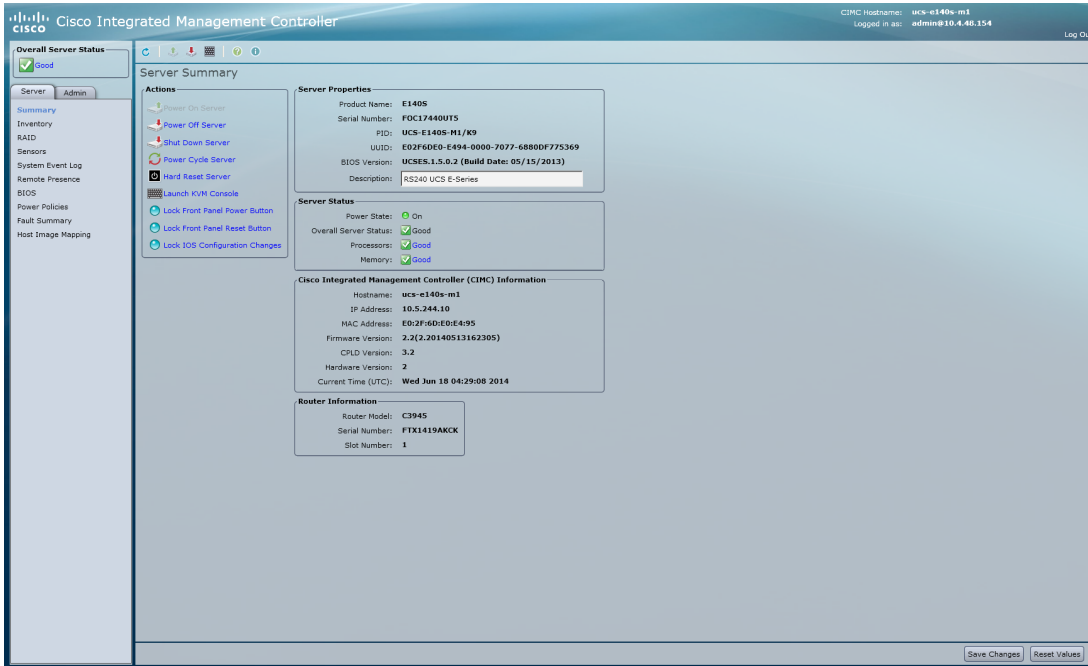 CISCO
Cisco Integrated Management Controller
CIMC Hostname: ucs-e140s-m1
Logged in as: admin@10.4.48.154
Log Ou
Overall Server Status
Good
Server Admin
Summary
Inventory
RAID
Sensors
System Event Log
Remote Presence
BIOS
Power Policies
Fault Summary
Host Image Mapping
Server Summary
Actions
Power On Server
Power Off Server
Shut Down Server
Power Cycle Server
Hard Reset Server
Launch KVM Console
Lock Front Panel Power Button
Lock Front Panel Reset Button
Lock IOS Configuration Changes
Server Properties
Product Name: E140S
Serial Number: FOC17440UT5
PID: UCS-E140S-M1/K9
UUID: E02F6DE0-E494-0000-7077-6880DF775369
BIOS Version: UCSES.1.5.0.2 (Build Date: 05/15/2013)
Description: RS240 UCS E-Series
Server Status
Power State: On
Overall Server Status: Good
Processors: Good
Memory: Good
Cisco Integrated Management Controller (CIMC) Information
Hostname: ucs-e140s-m1
IP Address: 10.5.244.10
MAC Address: E0:2F:6D:E0:E4:95
Firmware Version: 2.2(2.20140513162305)
CPLD Version: 3.2
Hardware Version: 2
Current Time (UTC): Wed Jun 18 04:29:08 2014
Router Information
Router Model: C3945
Serial Number: FTX1419AKCK
Slot Number: 1
Save Changes Reset Values